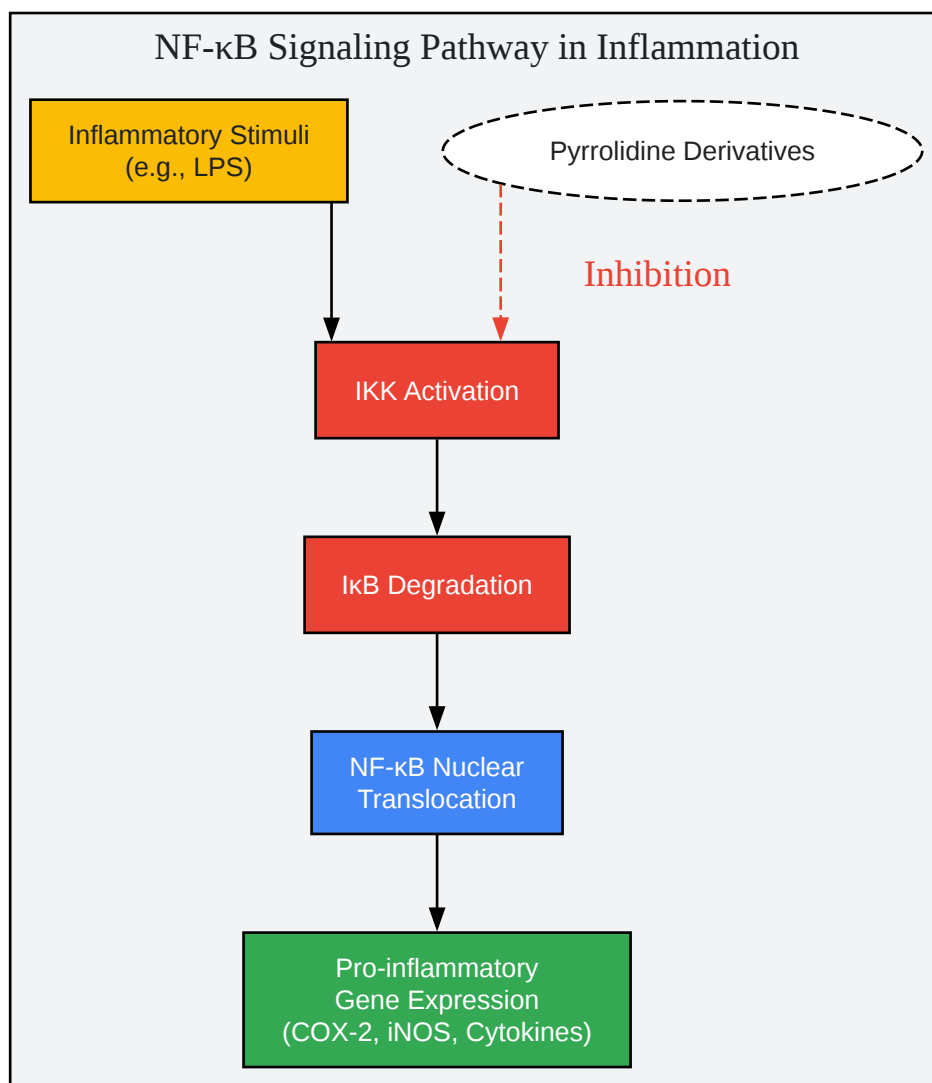 NF-κB Signaling Pathway in Inflammation
Inflammatory Stimuli
(e.g., LPS)
Pyrrolidine Derivatives
Inhibition
IKK Activation
IκB Degradation
NF-κB Nuclear
Translocation
Pro-inflammatory
Gene Expression
(COX-2, iNOS, Cytokines)